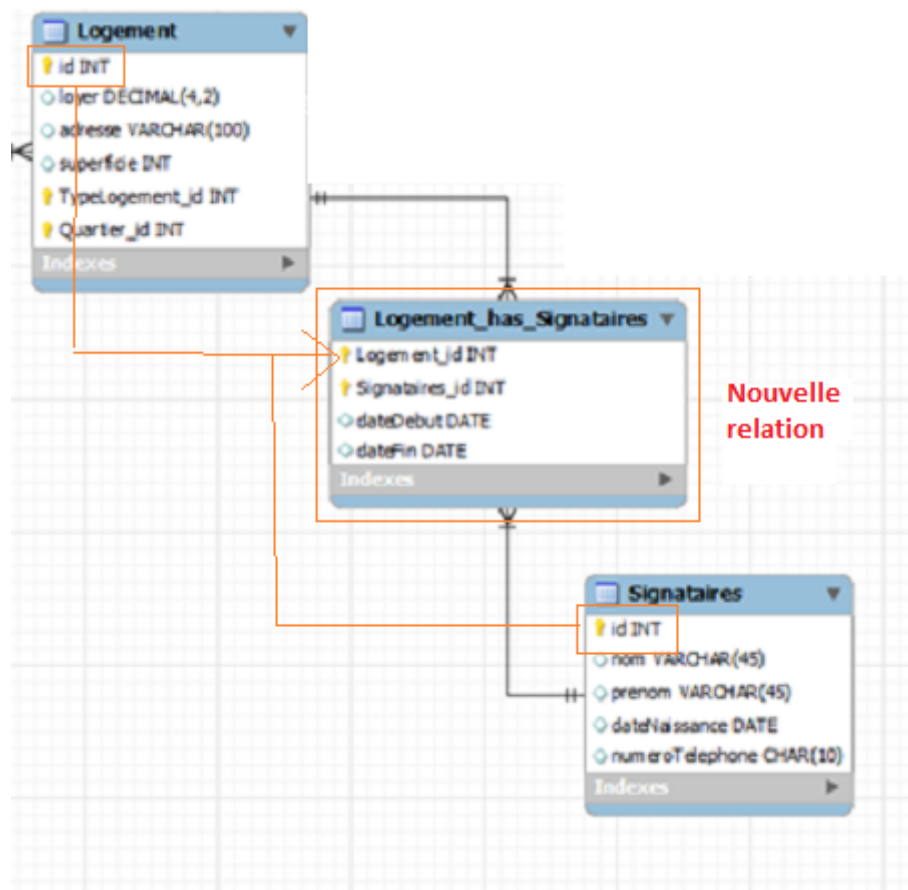 Logement
id INT
loyer DECIMAL(4,2)
adresse VARCHAR(100)
superficie INT
TypeLogement_id INT
Quartier_id INT
Indexes
Logement_has_Signataires
Logement_id INT
Signataires_id INT
dateDebut DATE
dateFin DATE
Indexes
Nouvelle
relation
Signataires
id INT
nom VARCHAR(45)
prenom VARCHAR(45)
dateNaissance DATE
numeroTelephone CHAR(10)
Indexes